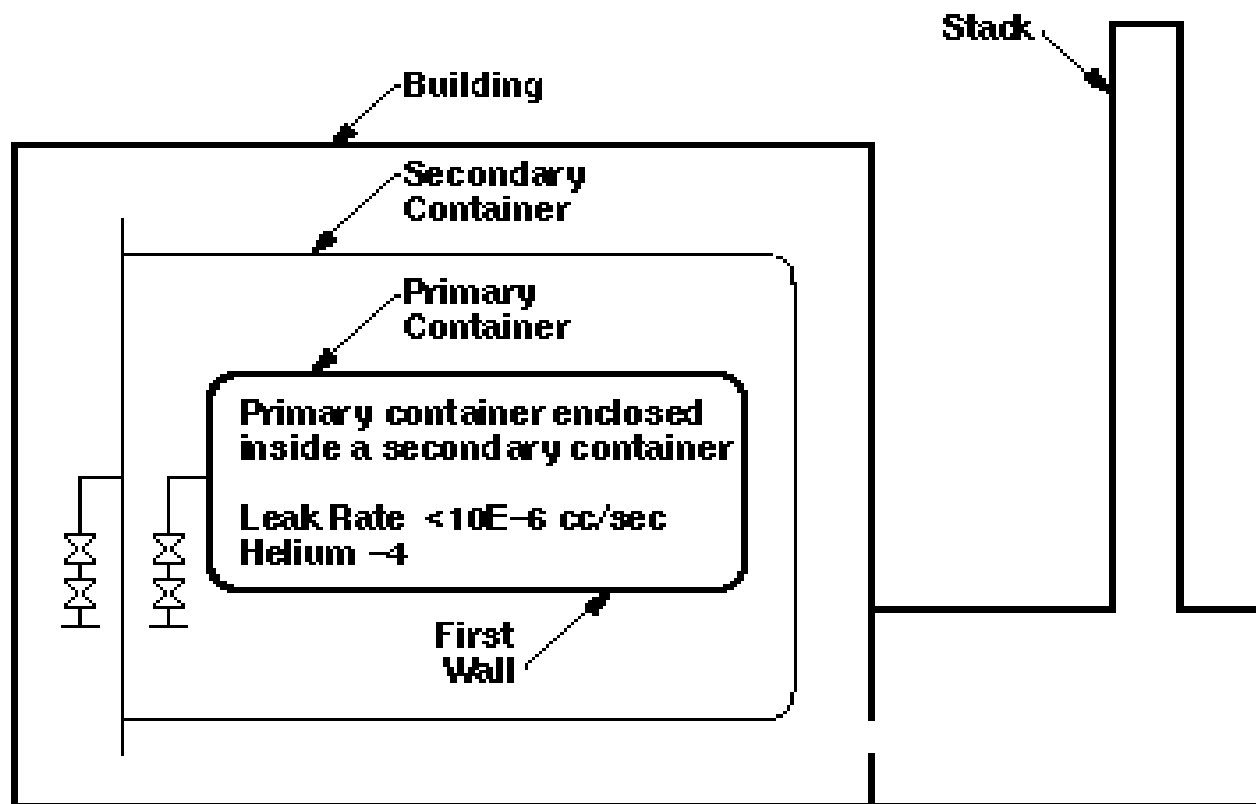 Stack
Building
Secondary
Container
Primary
Container
Primary container enclosed
inside a secondary container
Leak Rate <10E-6 cc/sec
Helium -4
First
Wall